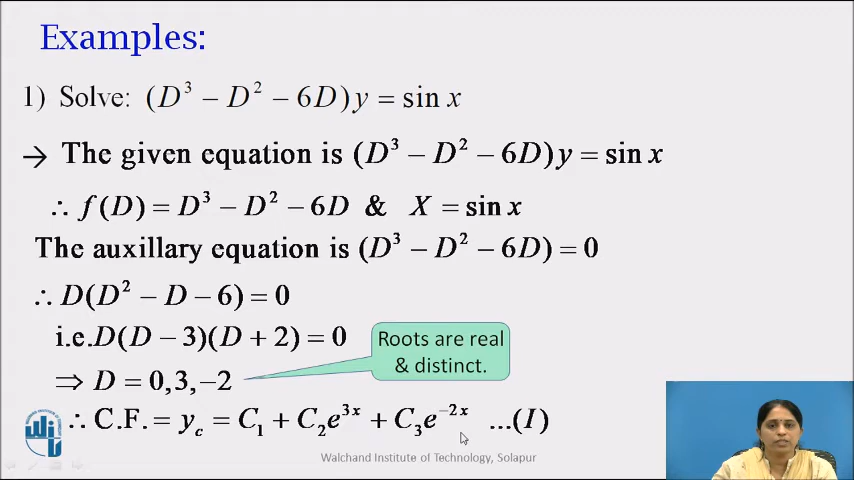 Examples:
1) Solve: (D³ − D² − 6D)y = sin x
→ The given equation is (D³ − D² − 6D)y = sin x
∴ f(D) = D³ − D² − 6D & X = sin x
The auxillary equation is (D³ − D² − 6D) = 0
∴ D(D² − D − 6) = 0
i.e.D(D − 3)(D + 2) = 0
Roots are real
& distinct.
⇒ D = 0,3,−2
∴ C.F. = y_c = C₁ + C₂e^{3x} + C₃e^{−2x} ...(I)
Walchand Institute of Technology, Solapur